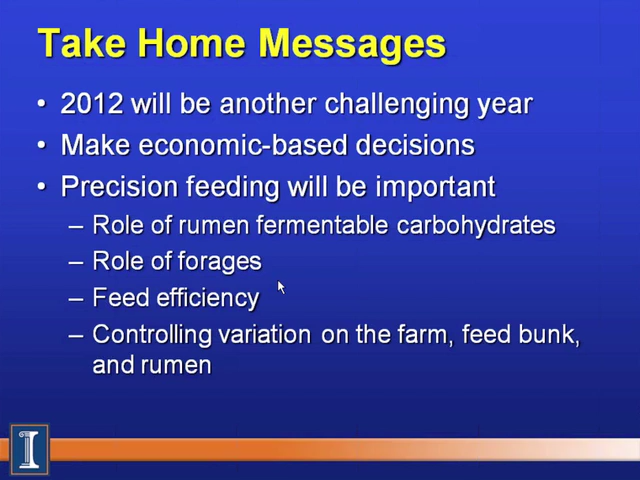 Take Home Messages
• 2012 will be another challenging year
• Make economic-based decisions
• Precision feeding will be important
– Role of rumen fermentable carbohydrates
– Role of forages
– Feed efficiency
– Controlling variation on the farm, feed bunk,
and rumen
I